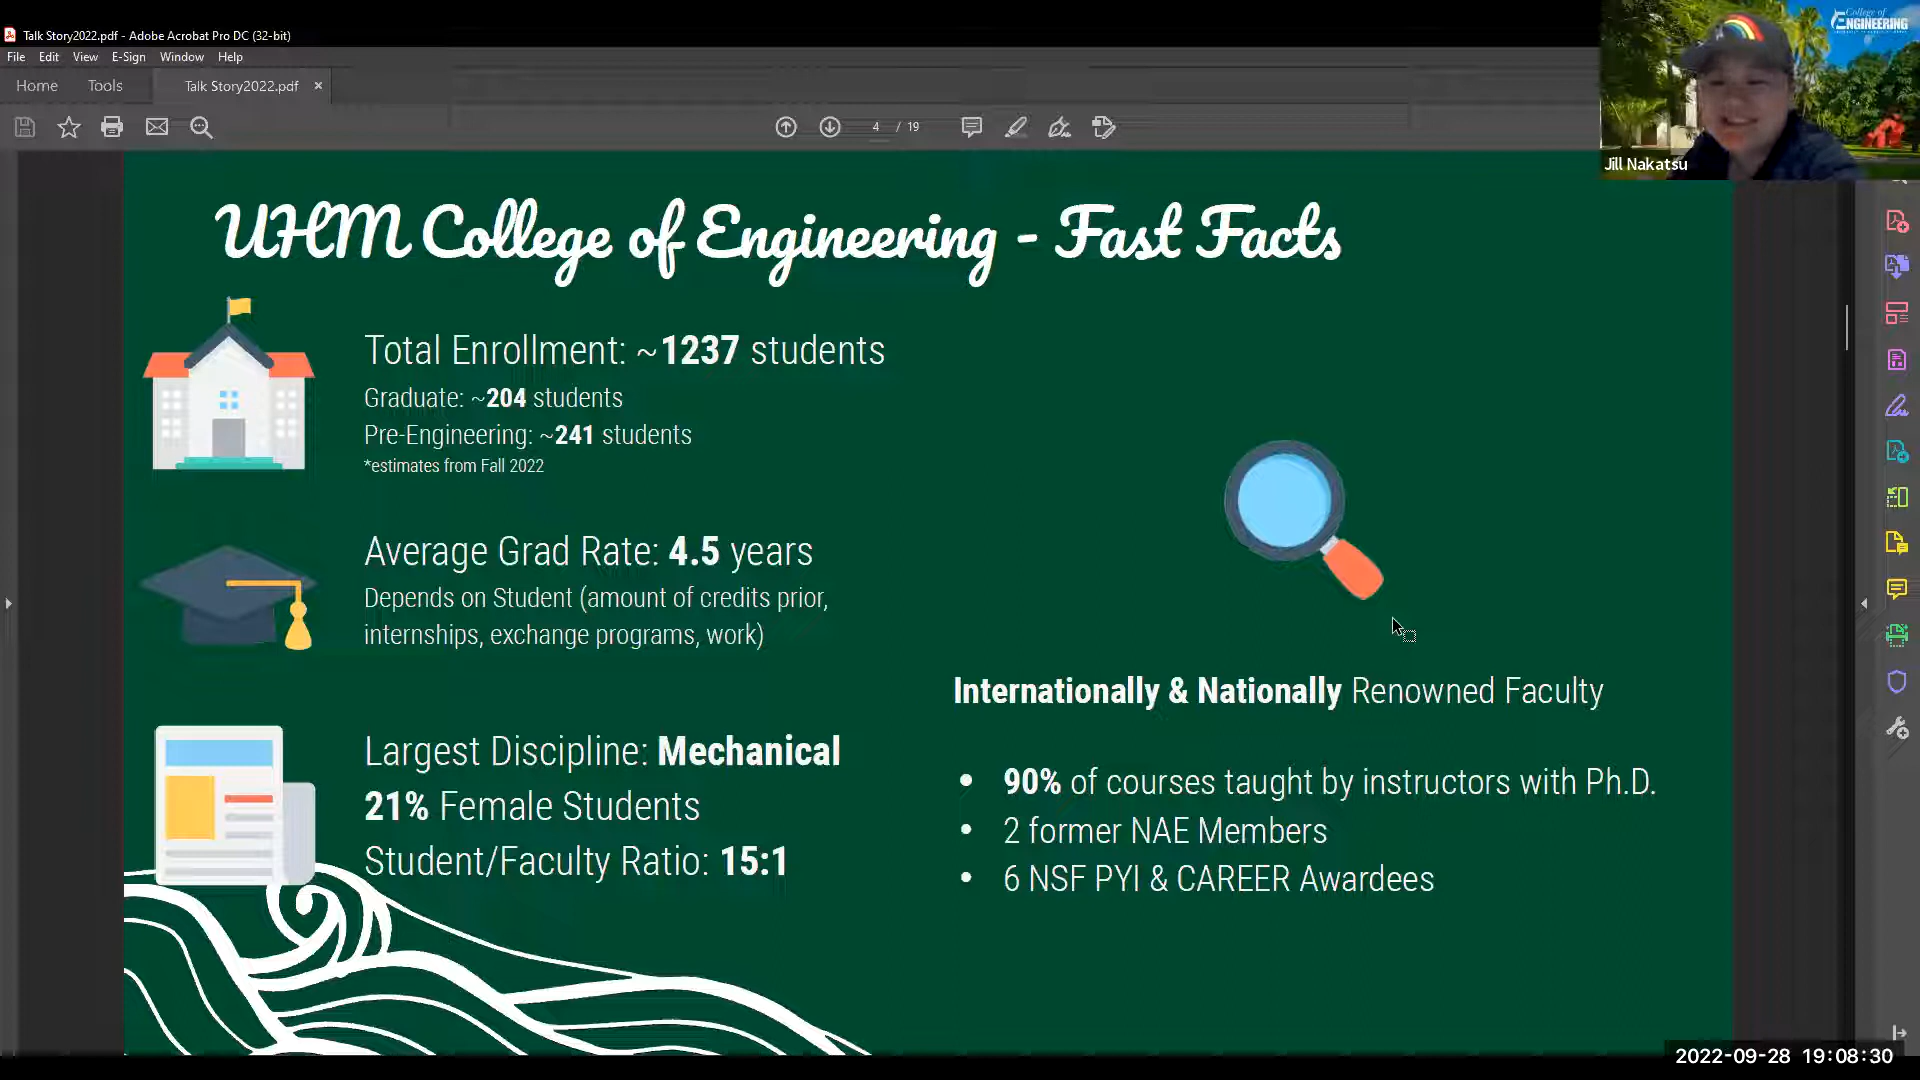 Talk Story2022.pdf - Adobe Acrobat Pro DC (32-bit)
File Edit View E-Sign Window Help
Home Tools Talk Story2022.pdf ×
4 / 19
College of
ENGINEERING
Jill Nakatsu
UHM College of Engineering - Fast Facts
Total Enrollment: ~1237 students
Graduate: ~204 students
Pre-Engineering: ~241 students
*estimates from Fall 2022
Average Grad Rate: 4.5 years
Depends on Student (amount of credits prior,
internships, exchange programs, work)
Largest Discipline: Mechanical
21% Female Students
Student/Faculty Ratio: 15:1
Internationally & Nationally Renowned Faculty
• 90% of courses taught by instructors with Ph.D.
• 2 former NAE Members
• 6 NSF PYI & CAREER Awardees
2022-09-28 19:08:30